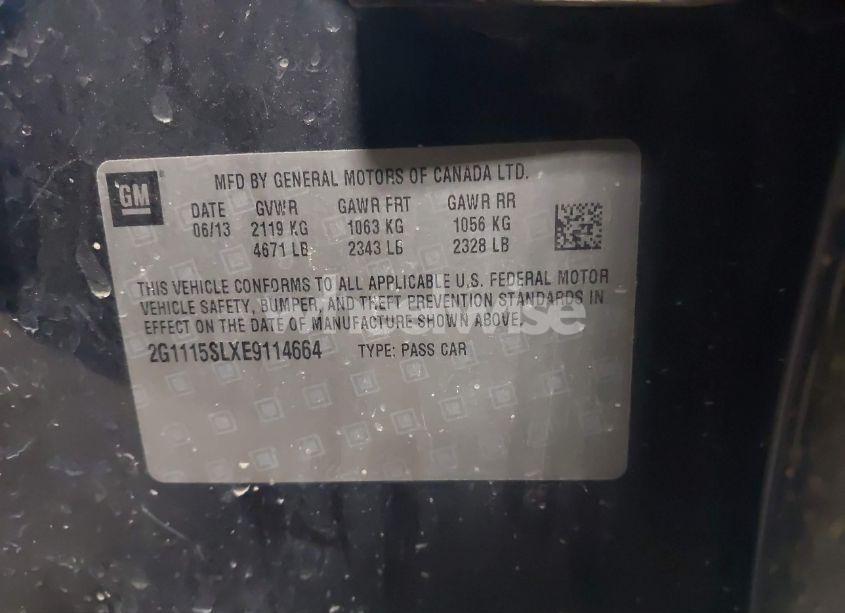 GM
MFD BY GENERAL MOTORS OF CANADA LTD.
DATE GVWR GAWR FRT GAWR RR
06/13 2119 KG 1063 KG 1056 KG
4671 LB 2343 LB 2328 LB
THIS VEHICLE CONFORMS TO ALL APPLICABLE U.S. FEDERAL MOTOR
VEHICLE SAFETY, BUMPER, AND THEFT PREVENTION STANDARDS IN
EFFECT ON THE DATE OF MANUFACTURE SHOWN ABOVE.
2G1115SLXE9114664 TYPE: PASS CAR